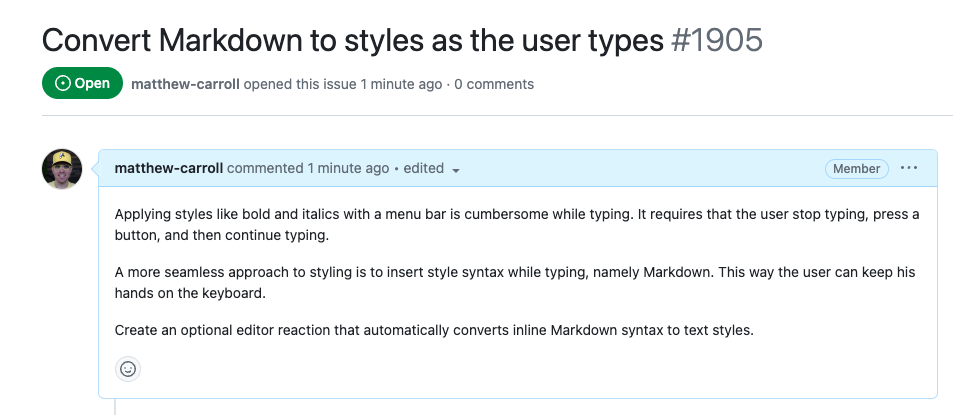 Convert Markdown to styles as the user types #1905
Open matthew-carroll opened this issue 1 minute ago · 0 comments
matthew-carroll commented 1 minute ago • edited Member ···
Applying styles like bold and italics with a menu bar is cumbersome while typing. It requires that the user stop typing, press a
button, and then continue typing.
A more seamless approach to styling is to insert style syntax while typing, namely Markdown. This way the user can keep his
hands on the keyboard.
Create an optional editor reaction that automatically converts inline Markdown syntax to text styles.